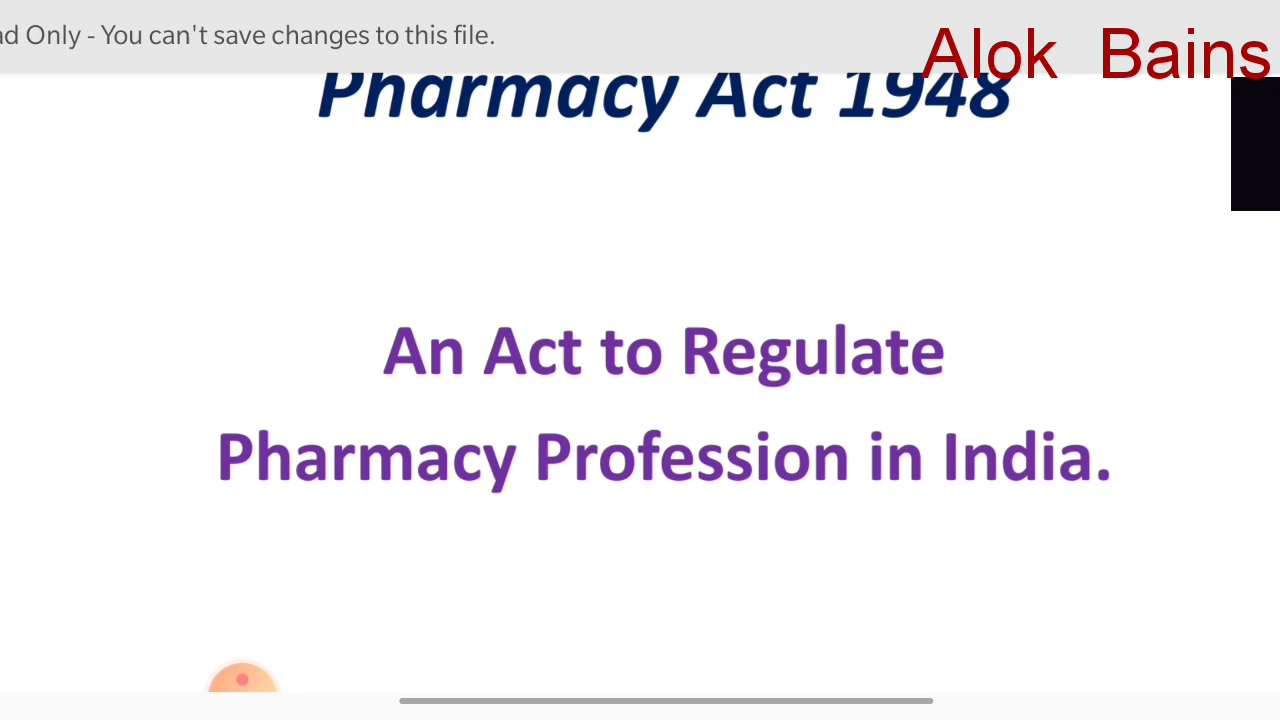 ad Only - You can't save changes to this file.
Alok Bains
Pharmacy Act 1948
An Act to Regulate
Pharmacy Profession in India.